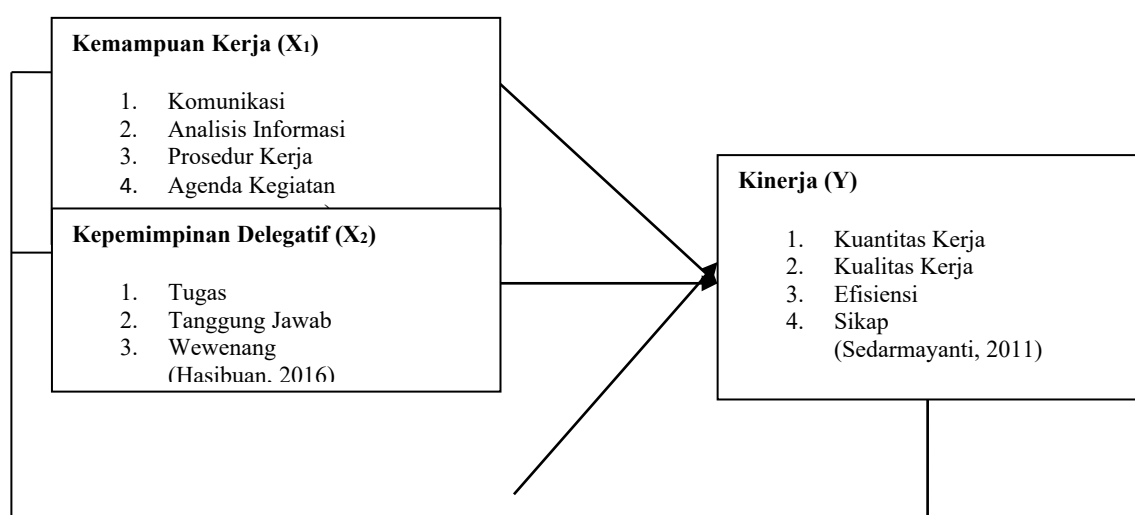 Kemampuan Kerja (X₁)
1. Komunikasi
2. Analisis Informasi
3. Prosedur Kerja
4. Agenda Kegiatan
Kepemimpinan Delegatif (X₂)
1. Tugas
2. Tanggung Jawab
3. Wewenang
(Hasibuan, 2016)
Kinerja (Y)
1. Kuantitas Kerja
2. Kualitas Kerja
3. Efisiensi
4. Sikap
(Sedarmayanti, 2011)